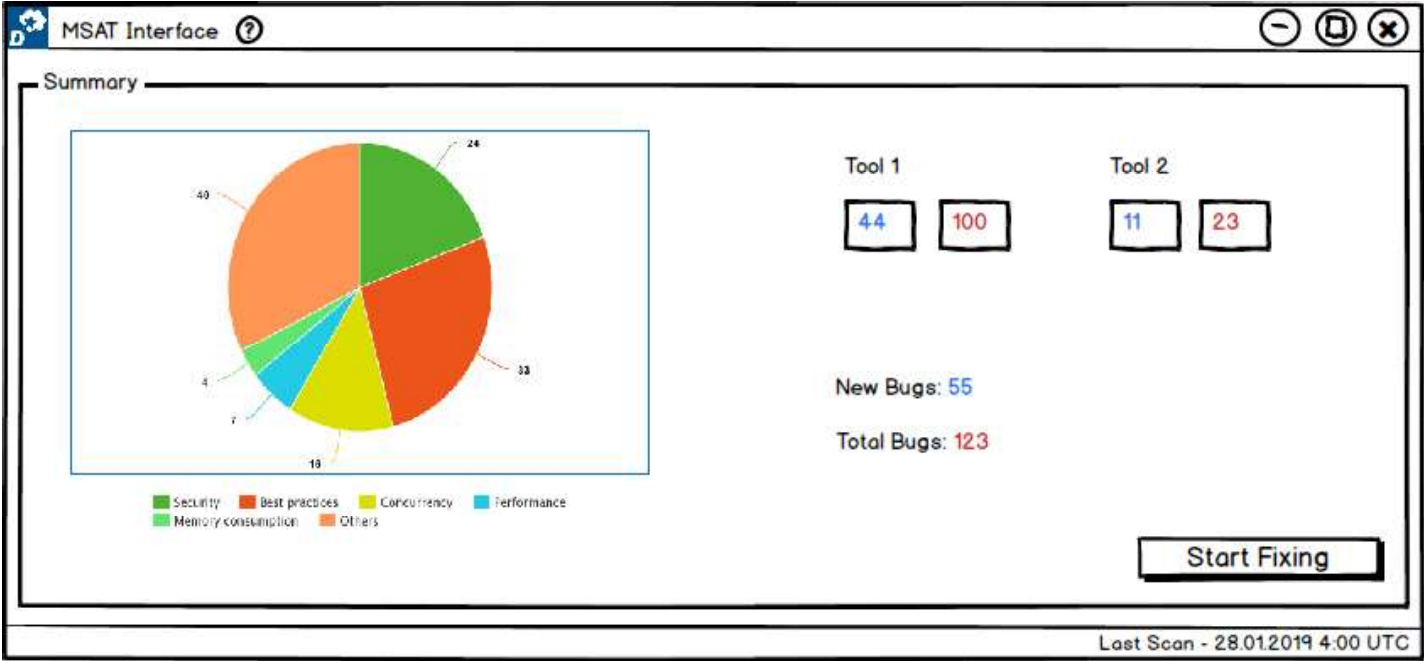 D
MSAT Interface ?
Summary
24
40
33
4
7
16
Security Best practices Concurrency Performance
Memory consumption Others
Tool 1 Tool 2
44 100 11 23
New Bugs: 55
Total Bugs: 123
Start Fixing
Last Scan - 28.01.2019 4:00 UTC